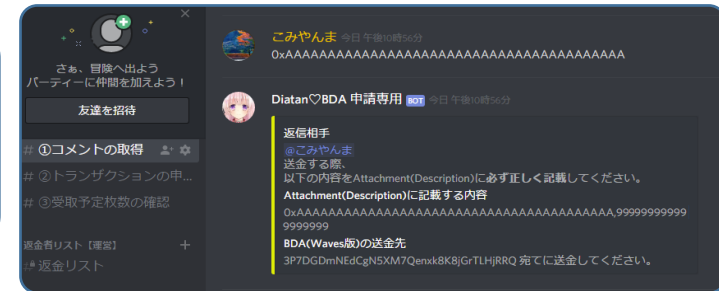 さぁ、冒険へ出よう
パーティーに仲間を加えよう！
友達を招待
# ①コメントの取得
# ②トランザクションの申...
# ③受取予定枚数の確認
返金者リスト【運営】
# 返金リスト
こみやんま 今日 午後10時56分
0xAAAAAAAAAAAAAAAAAAAAAAAAAAAAAAAAAAAAAAAA
Diatan♡BDA 申請専用 BOT 今日 午後10時56分
返信相手
@こみやんま
送金する際、
以下の内容をAttachment(Description)に必ず正しく記載してください。
Attachment(Description)に記載する内容
0xAAAAAAAAAAAAAAAAAAAAAAAAAAAAAAAAAAAAAAAA,99999999999
9999999
BDA(Waves版)の送金先
3P7DGDmNEdCgN5XM7Qenxk8K8jGrTLHjRRQ 宛てに送金してください。